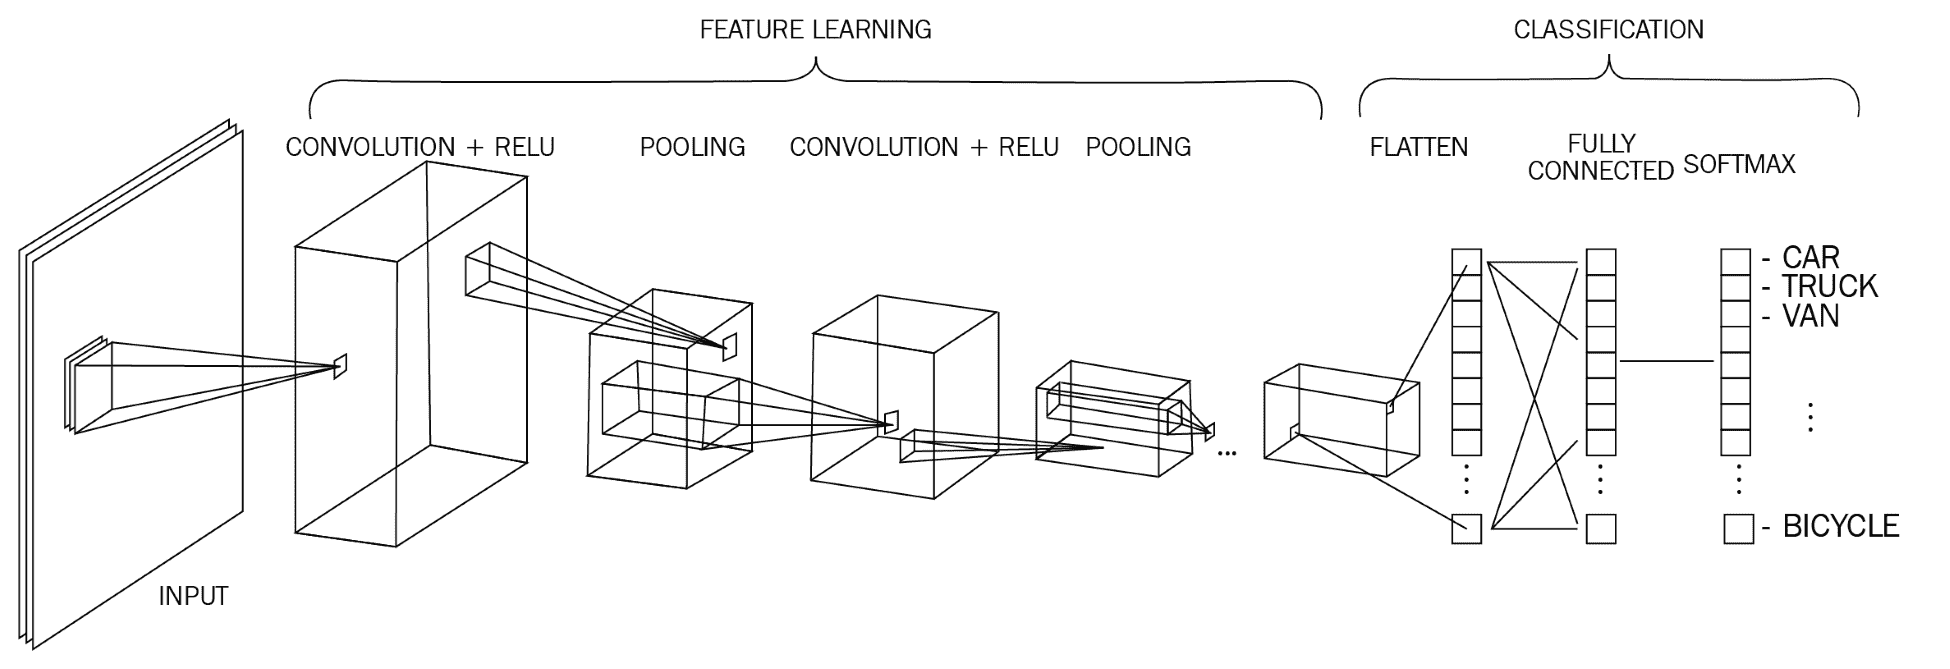 FEATURE LEARNING
CLASSIFICATION
CONVOLUTION + RELU
POOLING
CONVOLUTION + RELU
POOLING
FLATTEN
FULLY
CONNECTED
SOFTMAX
INPUT
- CAR
- TRUCK
- VAN
- BICYCLE